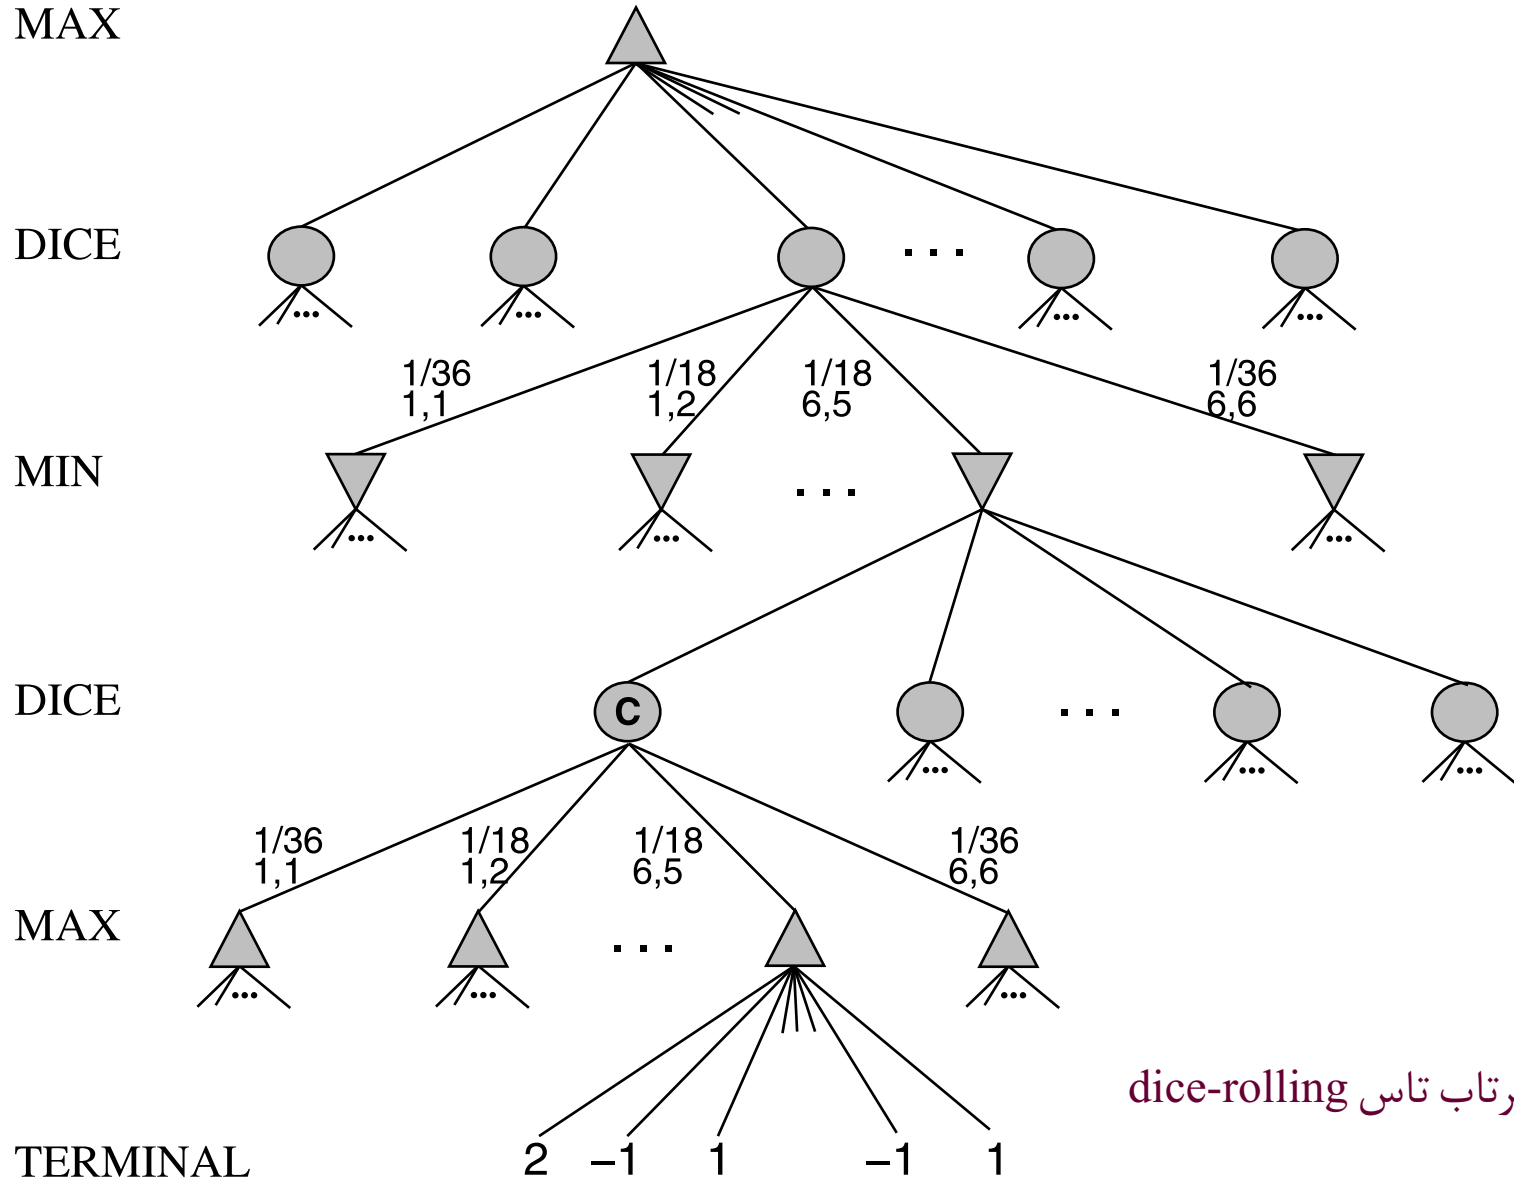 MAX
DICE
...
... ... ... ... ...
1/36 1/18 1/18 1/36
1,1 1,2 6,5 6,6
MIN
...
... ... ...
DICE
C
...
... ... ...
1/36 1/18 1/18 1/36
1,1 1,2 6,5 6,6
MAX
...
... ... ...
dice-rolling تاس
TERMINAL
2 –1 1 –1 1